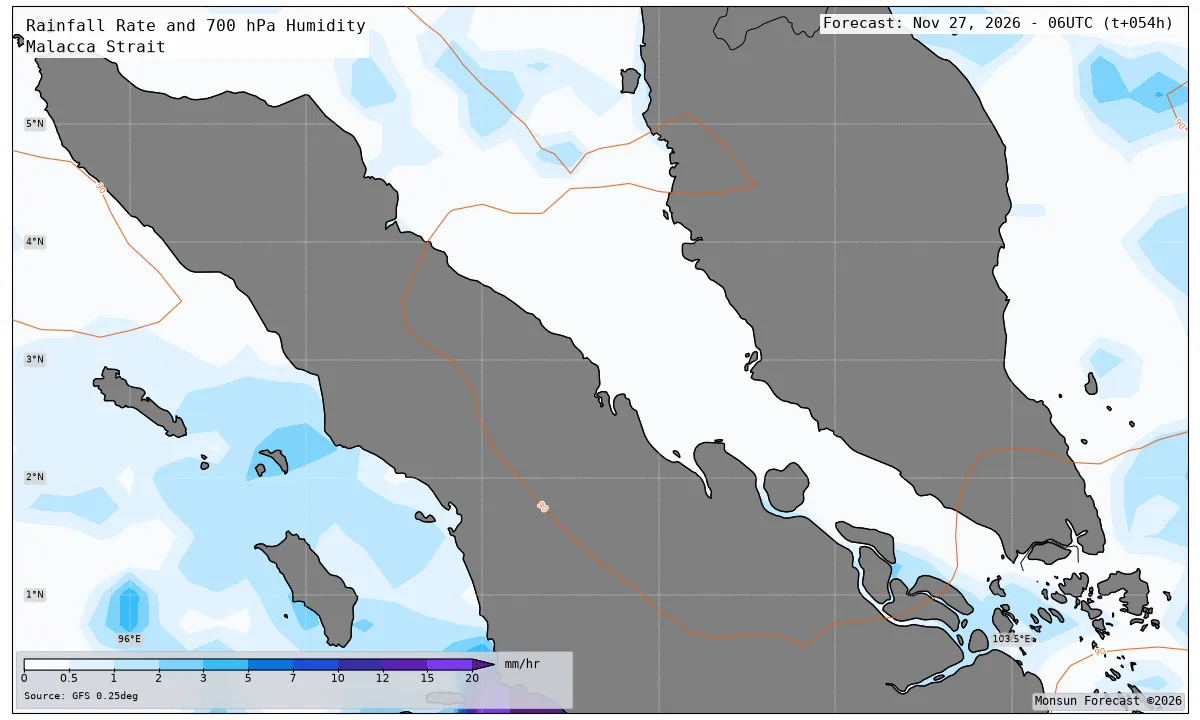 Rainfall Rate and 700 hPa Humidity
Malacca Strait
Forecast: Nov 27, 2026 - 06UTC (t+054h)
90
5°N
90
4°N
3°N
2°N
90
1°N
96°E
103.5°E
90
mm/hr
0 0.5 1 2 3 5 7 10 12 15 20
Source: GFS 0.25deg
Monsun Forecast ©2026